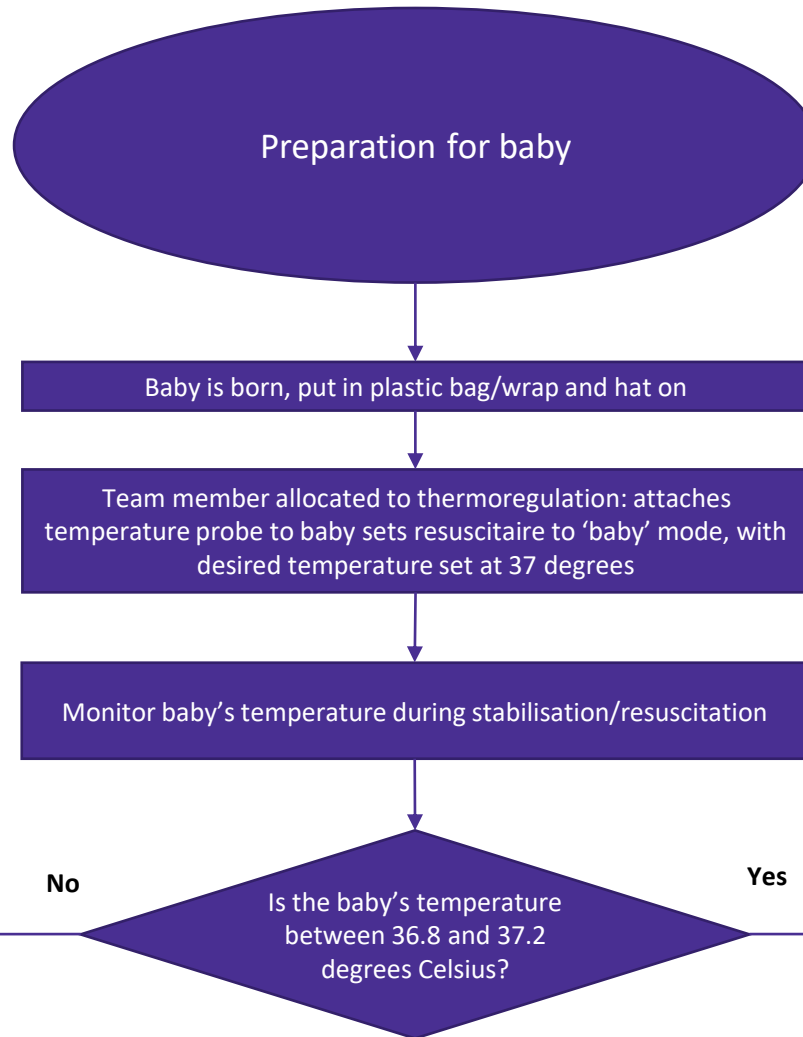 Preparation for baby
Baby is born, put in plastic bag/wrap and hat on
Team member allocated to thermoregulation: attaches
temperature probe to baby sets resuscitaire to ‘baby’ mode, with
desired temperature set at 37 degrees
Monitor baby’s temperature during stabilisation/resuscitation
No
Yes
Is the baby’s temperature
between 36.8 and 37.2
degrees Celsius?